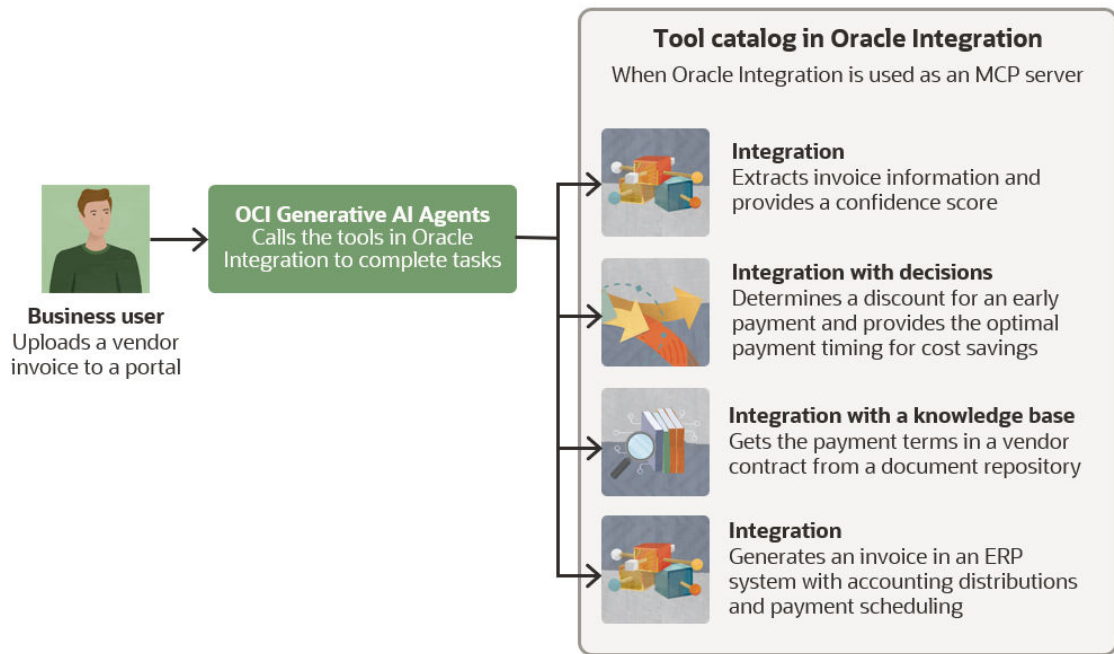 Tool catalog in Oracle Integration
When Oracle Integration is used as an MCP server
Business user
Uploads a vendor
invoice to a portal
OCI Generative AI Agents
Calls the tools in Oracle
Integration to complete tasks
Integration
Extracts invoice information and
provides a confidence score
Integration with decisions
Determines a discount for an early
payment and provides the optimal
payment timing for cost savings
Integration with a knowledge base
Gets the payment terms in a vendor
contract from a document repository
Integration
Generates an invoice in an ERP
system with accounting distributions
and payment scheduling